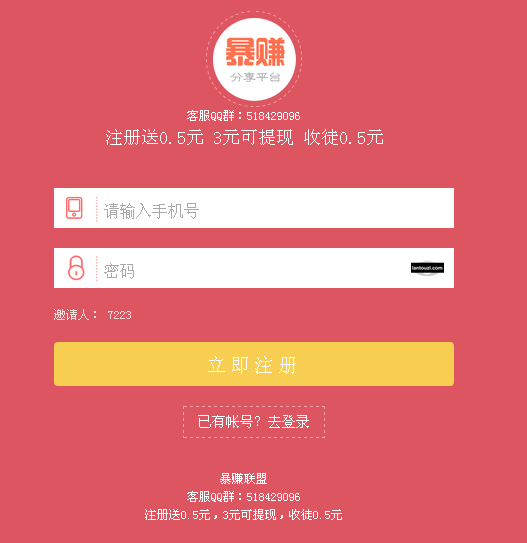 暴赚
分享平台
客服QQ群：518429096
注册送0.5元 3元可提现 收徒0.5元
请输入手机号
密码
lantouzi.com
邀请人： 7223
立即注册
已有帐号？去登录
暴赚联盟
客服QQ群：518429096
注册送0.5元，3元可提现，收徒0.5元